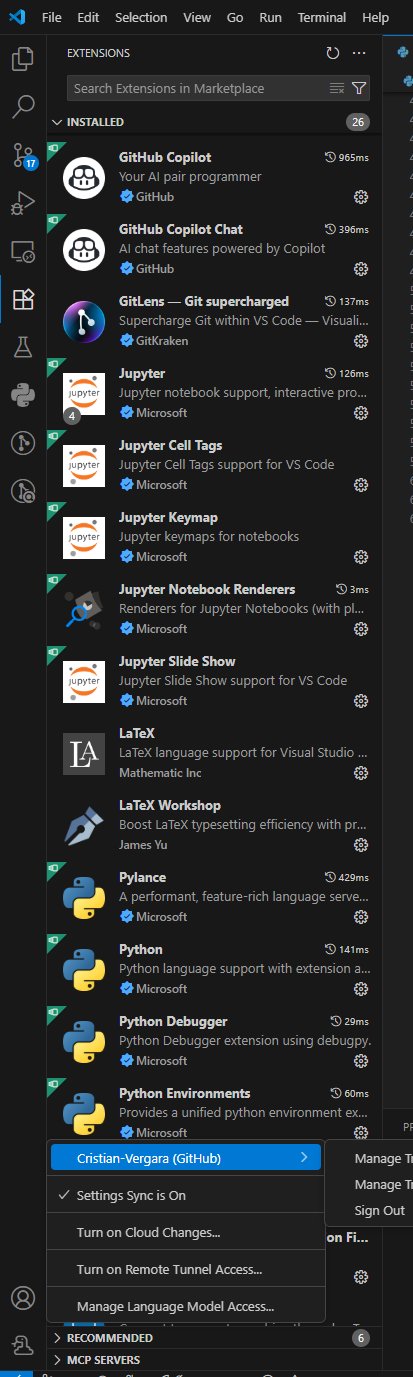 File Edit Selection View Go Run Terminal Help
EXTENSIONS
Search Extensions in Marketplace
INSTALLED 26
GitHub Copilot 965ms
Your AI pair programmer
GitHub
GitHub Copilot Chat 396ms
AI chat features powered by Copilot
GitHub
17
GitLens — Git supercharged 137ms
Supercharge Git within VS Code — Visuali...
GitKraken
Jupyter 126ms
Jupyter notebook support, interactive pro...
jupyter
4
Microsoft
Jupyter Cell Tags
Jupyter Cell Tags support for VS Code
jupyter
Microsoft
Jupyter Keymap
Jupyter keymaps for notebooks
jupyter
Microsoft
Jupyter Notebook Renderers 3ms
Renderers for Jupyter Notebooks (with pl...
Microsoft
Jupyter Slide Show
Jupyter Slide Show support for VS Code
jupyter
Microsoft
LaTeX
LaTeX language support for Visual Studio ...
LA
Mathematic Inc
LaTeX Workshop
Boost LaTeX typesetting efficiency with pr...
James Yu
Pylance 429ms
A performant, feature-rich language serve...
Microsoft
Python 141ms
Python language support with extension a...
Microsoft
Python Debugger 29ms
Python Debugger extension using debugpy.
Microsoft
Python Environments 60ms
Provides a unified python environment ex...
Microsoft
Cristian-Vergara (GitHub)
Manage Tr
Manage Tr
Sign Out
Settings Sync is On
Turn on Cloud Changes...
on Fi...
Turn on Remote Tunnel Access...
Manage Language Model Access...
RECOMMENDED 6
MCP SERVERS